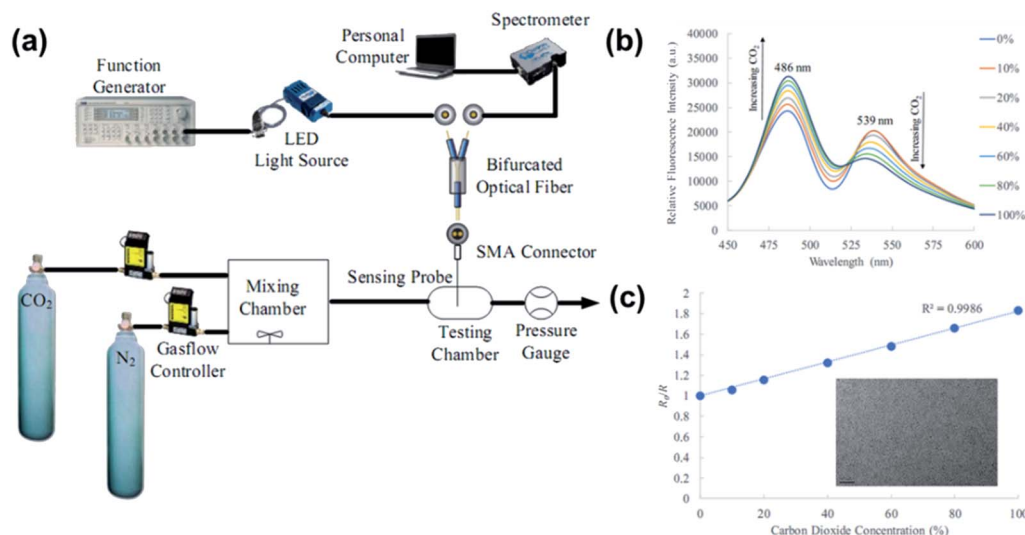 (a)
Function
Generator
LED
Light Source
Personal
Computer
Spectrometer
Bifurcated
Optical Fiber
SMA Connector
Sensing Probe
CO2
N2
Gasflow
Controller
Mixing
Chamber
Testing
Chamber
Pressure
Gauge
(b)
Relative Fluorescence Intensity (a.u)
40000
35000
30000
25000
20000
15000
10000
5000
0
Increasing CO2
486 nm
539 nm
Increasing CO2
450 475 500 525 550 575 600
Wavelength (nm)
0%
10%
20%
40%
60%
80%
100%
(c)
R0/R
2
1.8
1.6
1.4
1.2
1
0.8
0.6
0.4
0.2
0
R² = 0.9986
0 20 40 60 80 100
Carbon Dioxide Concentration (%)